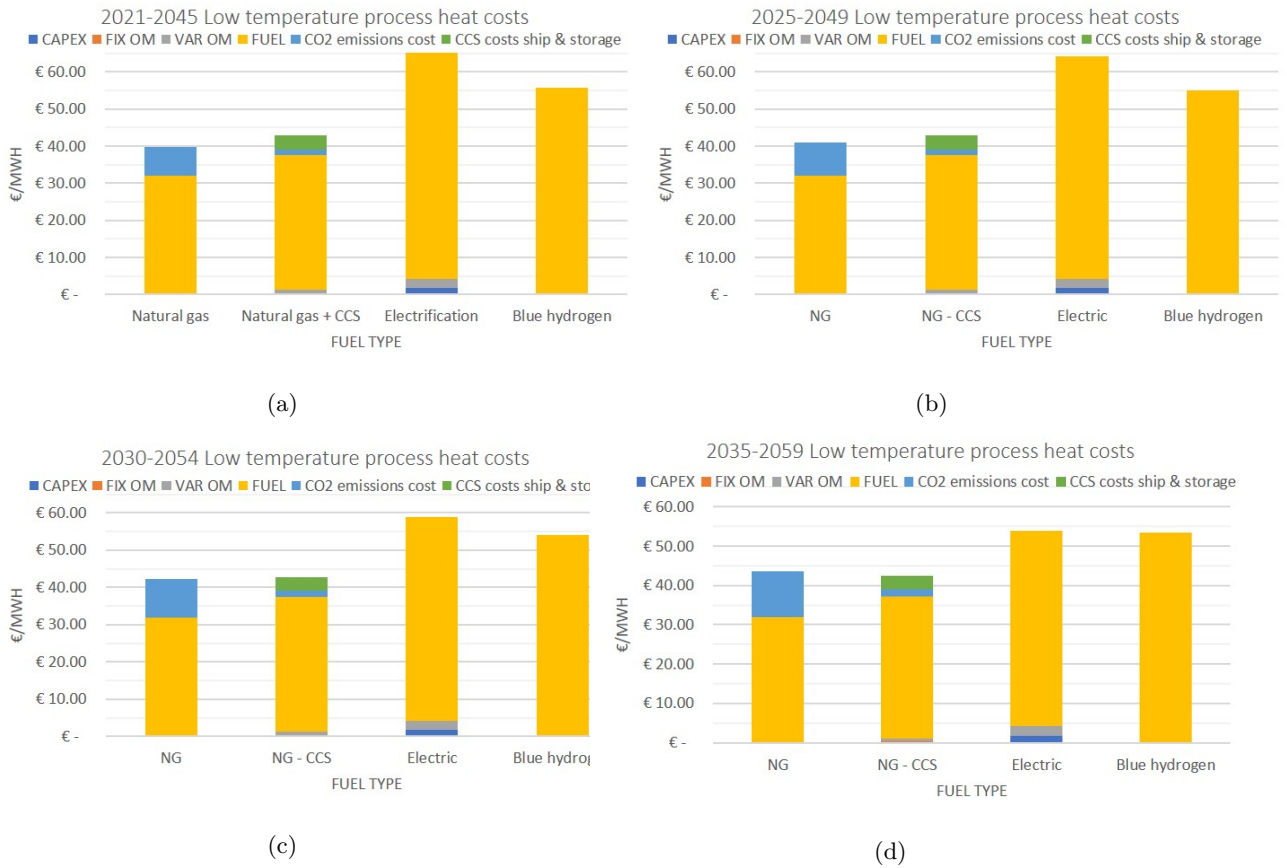 2021-2045 Low temperature process heat costs
CAPEX FIX OM VAR OM FUEL CO2 emissions cost CCS costs ship & storage
€ 60.00
€ 50.00
€ 40.00
€ 30.00
€ 20.00
€ 10.00
€ -
€/MWH
Natural gas Natural gas + CCS Electrification Blue hydrogen
FUEL TYPE
(a)
2025-2049 Low temperature process heat costs
CAPEX FIX OM VAR OM FUEL CO2 emissions cost CCS costs ship & storage
€ 60.00
€ 50.00
€ 40.00
€ 30.00
€ 20.00
€ 10.00
€ -
€/MWH
NG NG - CCS Electric Blue hydrogen
FUEL TYPE
(b)
2030-2054 Low temperature process heat costs
CAPEX FIX OM VAR OM FUEL CO2 emissions cost CCS costs ship & sto
€ 60.00
€ 50.00
€ 40.00
€ 30.00
€ 20.00
€ 10.00
€ -
€/MWH
NG NG - CCS Electric Blue hydrog
FUEL TYPE
(c)
2035-2059 Low temperature process heat costs
CAPEX FIX OM VAR OM FUEL CO2 emissions cost CCS costs ship & storage
€ 60.00
€ 50.00
€ 40.00
€ 30.00
€ 20.00
€ 10.00
€ -
€/MWH
NG NG - CCS Electric Blue hydrogen
FUEL TYPE
(d)